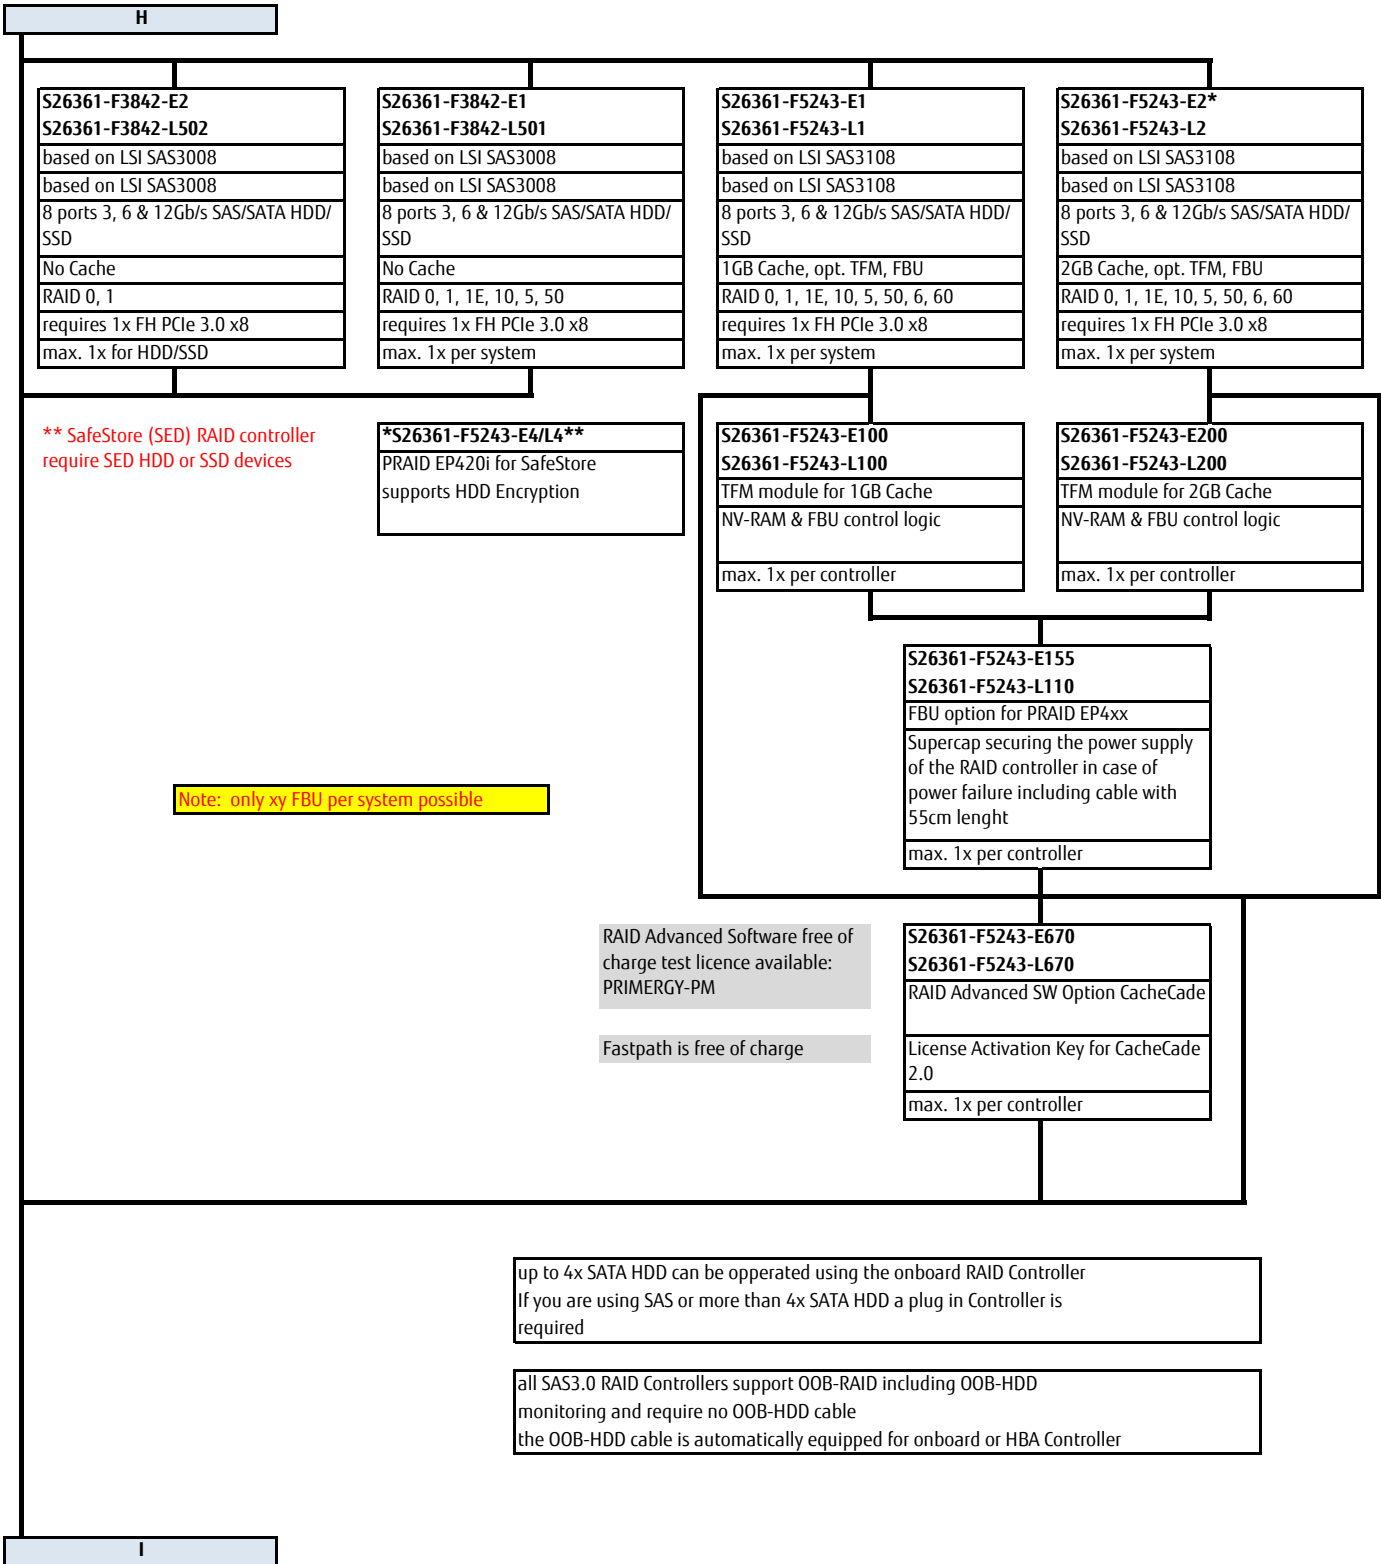 H
S26361-F3842-E2
S26361-F3842-L502
based on LSI SAS3008
based on LSI SAS3008
8 ports 3, 6 & 12Gb/s SAS/SATA HDD/
SSD
No Cache
RAID 0, 1
requires 1x FH PCIe 3.0 x8
max. 1x for HDD/SSD
S26361-F3842-E1
S26361-F3842-L501
based on LSI SAS3008
based on LSI SAS3008
8 ports 3, 6 & 12Gb/s SAS/SATA HDD/
SSD
No Cache
RAID 0, 1, 1E, 10, 5, 50
requires 1x FH PCIe 3.0 x8
max. 1x per system
S26361-F5243-E1
S26361-F5243-L1
based on LSI SAS3108
based on LSI SAS3108
8 ports 3, 6 & 12Gb/s SAS/SATA HDD/
SSD
1GB Cache, opt. TFM, FBU
RAID 0, 1, 1E, 10, 5, 50, 6, 60
requires 1x FH PCIe 3.0 x8
max. 1x per system
S26361-F5243-E2*
S26361-F5243-L2
based on LSI SAS3108
based on LSI SAS3108
8 ports 3, 6 & 12Gb/s SAS/SATA HDD/
SSD
2GB Cache, opt. TFM, FBU
RAID 0, 1, 1E, 10, 5, 50, 6, 60
requires 1x FH PCIe 3.0 x8
max. 1x per system
** SafeStore (SED) RAID controller
require SED HDD or SSD devices
*S26361-F5243-E4/L4**
PRAID EP420i for SafeStore
supports HDD Encryption
S26361-F5243-E100
S26361-F5243-L100
TFM module for 1GB Cache
NV-RAM & FBU control logic
max. 1x per controller
S26361-F5243-E200
S26361-F5243-L200
TFM module for 2GB Cache
NV-RAM & FBU control logic
max. 1x per controller
S26361-F5243-E155
S26361-F5243-L110
FBU option for PRAID EP4xx
Supercap securing the power supply
of the RAID controller in case of
power failure including cable with
55cm lenght
max. 1x per controller
Note:  only xy FBU per system possible
RAID Advanced Software free of
charge test licence available:
PRIMERGY-PM
Fastpath is free of charge
S26361-F5243-E670
S26361-F5243-L670
RAID Advanced SW Option CacheCade
License Activation Key for CacheCade
2.0
max. 1x per controller
up to 4x SATA HDD can be opperated using the onboard RAID Controller
If you are using SAS or more than 4x SATA HDD a plug in Controller is
required
all SAS3.0 RAID Controllers support OOB-RAID including OOB-HDD
monitoring and require no OOB-HDD cable
the OOB-HDD cable is automatically equipped for onboard or HBA Controller
I